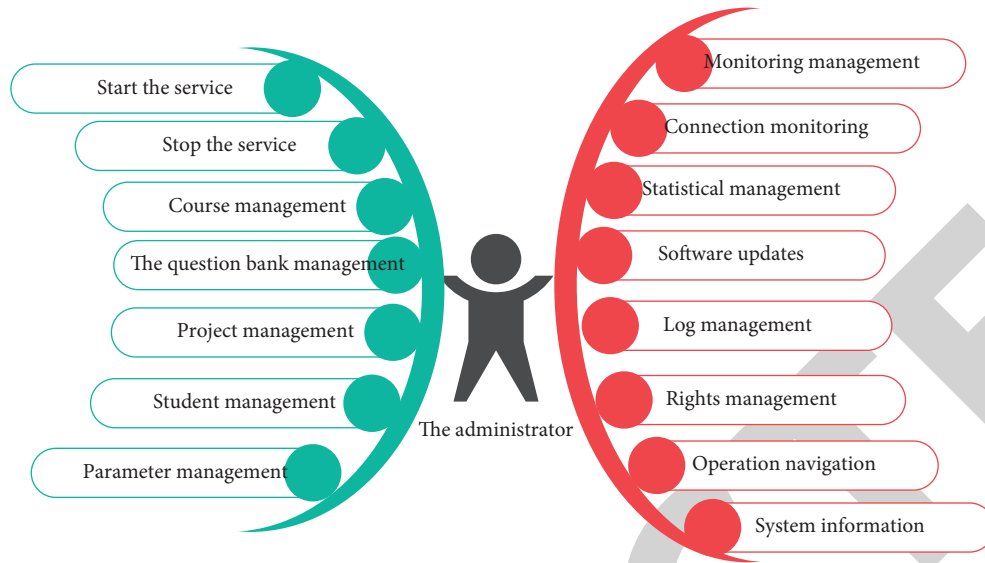 Start the service
Stop the service
Course management
The question bank management
Project management
Student management
Parameter management
The administrator
Monitoring management
Connection monitoring
Statistical management
Software updates
Log management
Rights management
Operation navigation
System information